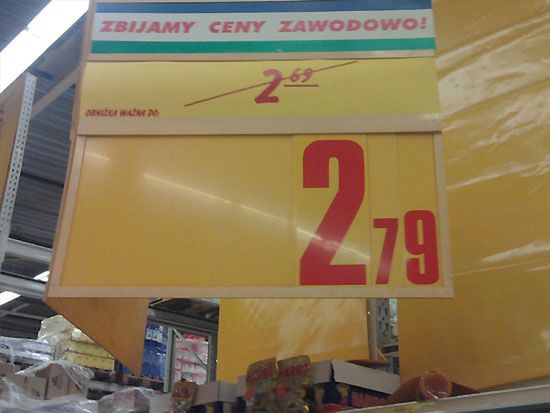 ZBIJAMY CENY ZAWODOWO!
2 69
OBNIŻKA WAŻNA DO:
2 79